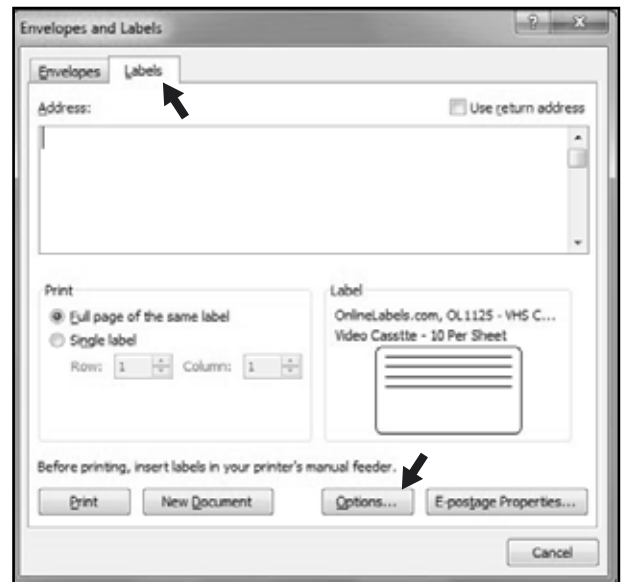 Envelopes and Labels
Envelopes Labels
Address: Use return address
Print
Full page of the same label
Single label
Row: 1 Column: 1
Label
OnlineLabels.com, OL1125 - VHS C...
Video Casstte - 10 Per Sheet
Before printing, insert labels in your printer's manual feeder.
Print New Document Options... E-postage Properties...
Cancel